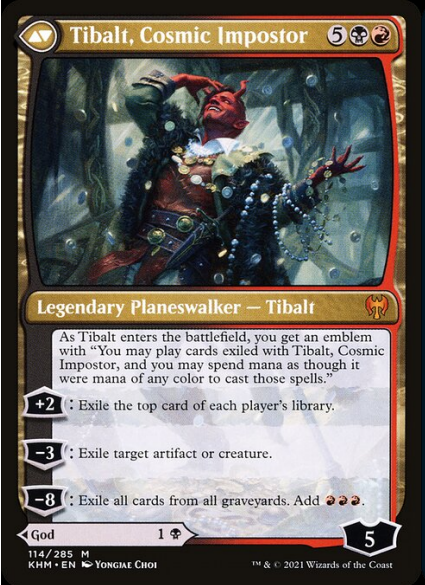 Tibalt, Cosmic Impostor 5
Legendary Planeswalker — Tibalt
As Tibalt enters the battlefield, you get an emblem
with “You may play cards exiled with Tibalt, Cosmic
Impostor, and you may spend mana as though it
were mana of any color to cast those spells.”
+2: Exile the top card of each player’s library.
−3: Exile target artifact or creature.
−8: Exile all cards from all graveyards. Add .
God 1
5
114/285 M
KHM • EN Yongjae Choi
™ & © 2021 Wizards of the Coast